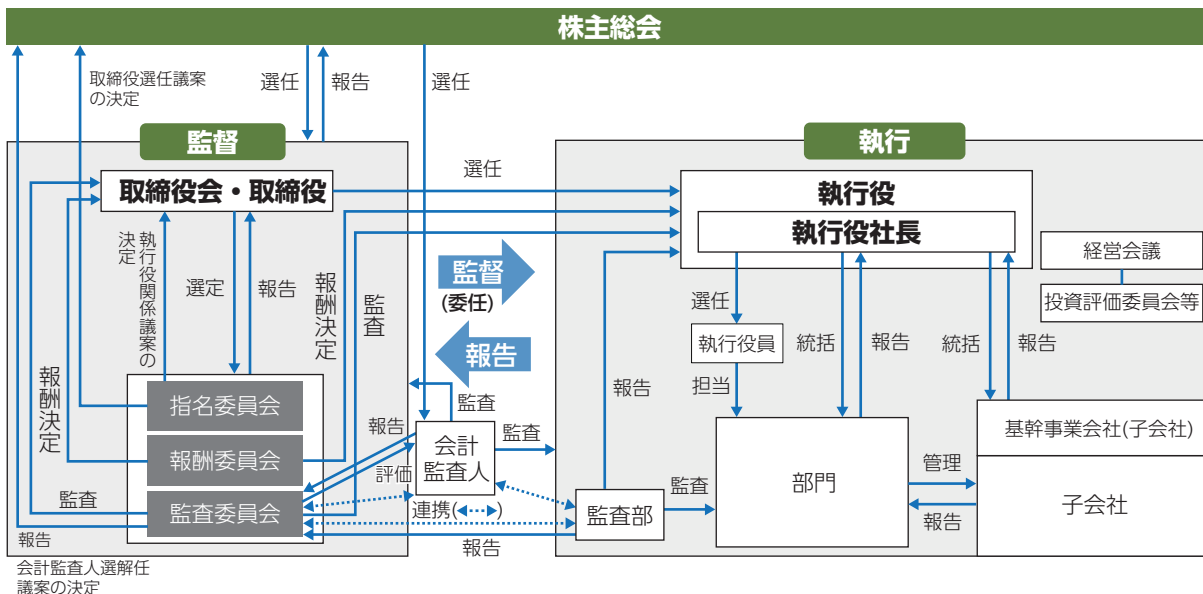 株主総会
取締役選任議案
の決定
選任
報告
選任
監督
執行
取締役会・取締役
選任
執行役
執行役社長
経営会議
投資評価委員会等
執行役関係議案の
決定
選定
報告
報酬決定
監査
監督
(委任)
報告
選任
執行役員
担当
統括
報告
統括
報告
報告
報酬決定
指名委員会
報酬委員会
監査委員会
監査
報告
評価
監査
会計
監査人
監査
連携( )
部門
基幹事業会社(子会社)
管理
報告
子会社
監査部
監査
報告
報告
会計監査人選解任
議案の決定